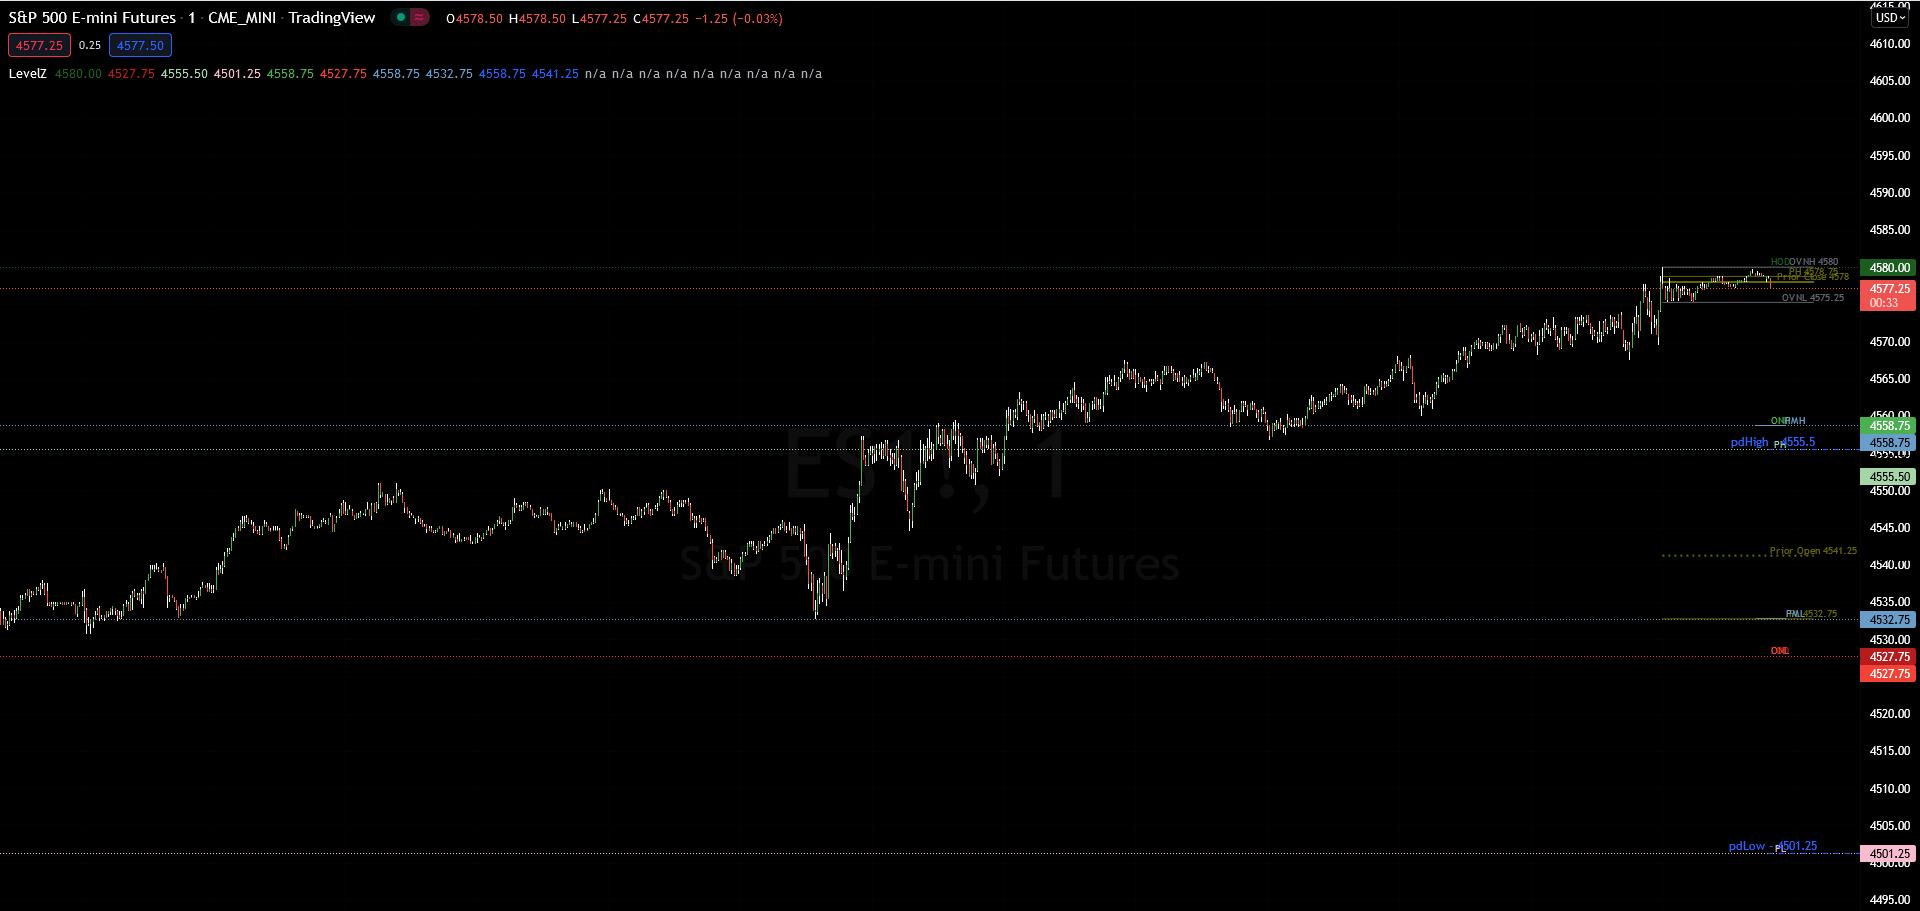 S&P 500 E-mini Futures · 1 · CME_MINI · TradingView ≈ O4578.50 H4578.50 L4577.25 C4577.25 −1.25 (−0.03%)
4577.25 0.25 4577.50
LevelZ 4580.00 4527.75 4555.50 4501.25 4558.75 4527.75 4558.75 4532.75 4558.75 4541.25 n/a n/a n/a n/a n/a n/a n/a n/a n/a
4615.00
USD
4610.00
4605.00
4600.00
4595.00
4590.00
4585.00
HOD OVNH 4580
4580.00
PH 4578.75
Prior Close 4578
4577.25
00:33
OVNL 4575.25
4570.00
4565.00
4560.00
PMH
4558.75
pdHigh - 4555.5
PH
4558.75
4555.00
ES1!, 1
4555.50
4550.00
4545.00
Prior Open 4541.25
S&P 500 E-mini Futures
4540.00
4535.00
PML 4532.75
4532.75
4530.00
4527.75
4527.75
4520.00
4515.00
4510.00
4505.00
pdLow - 4501.25
PL
4501.25
4500.00
4495.00